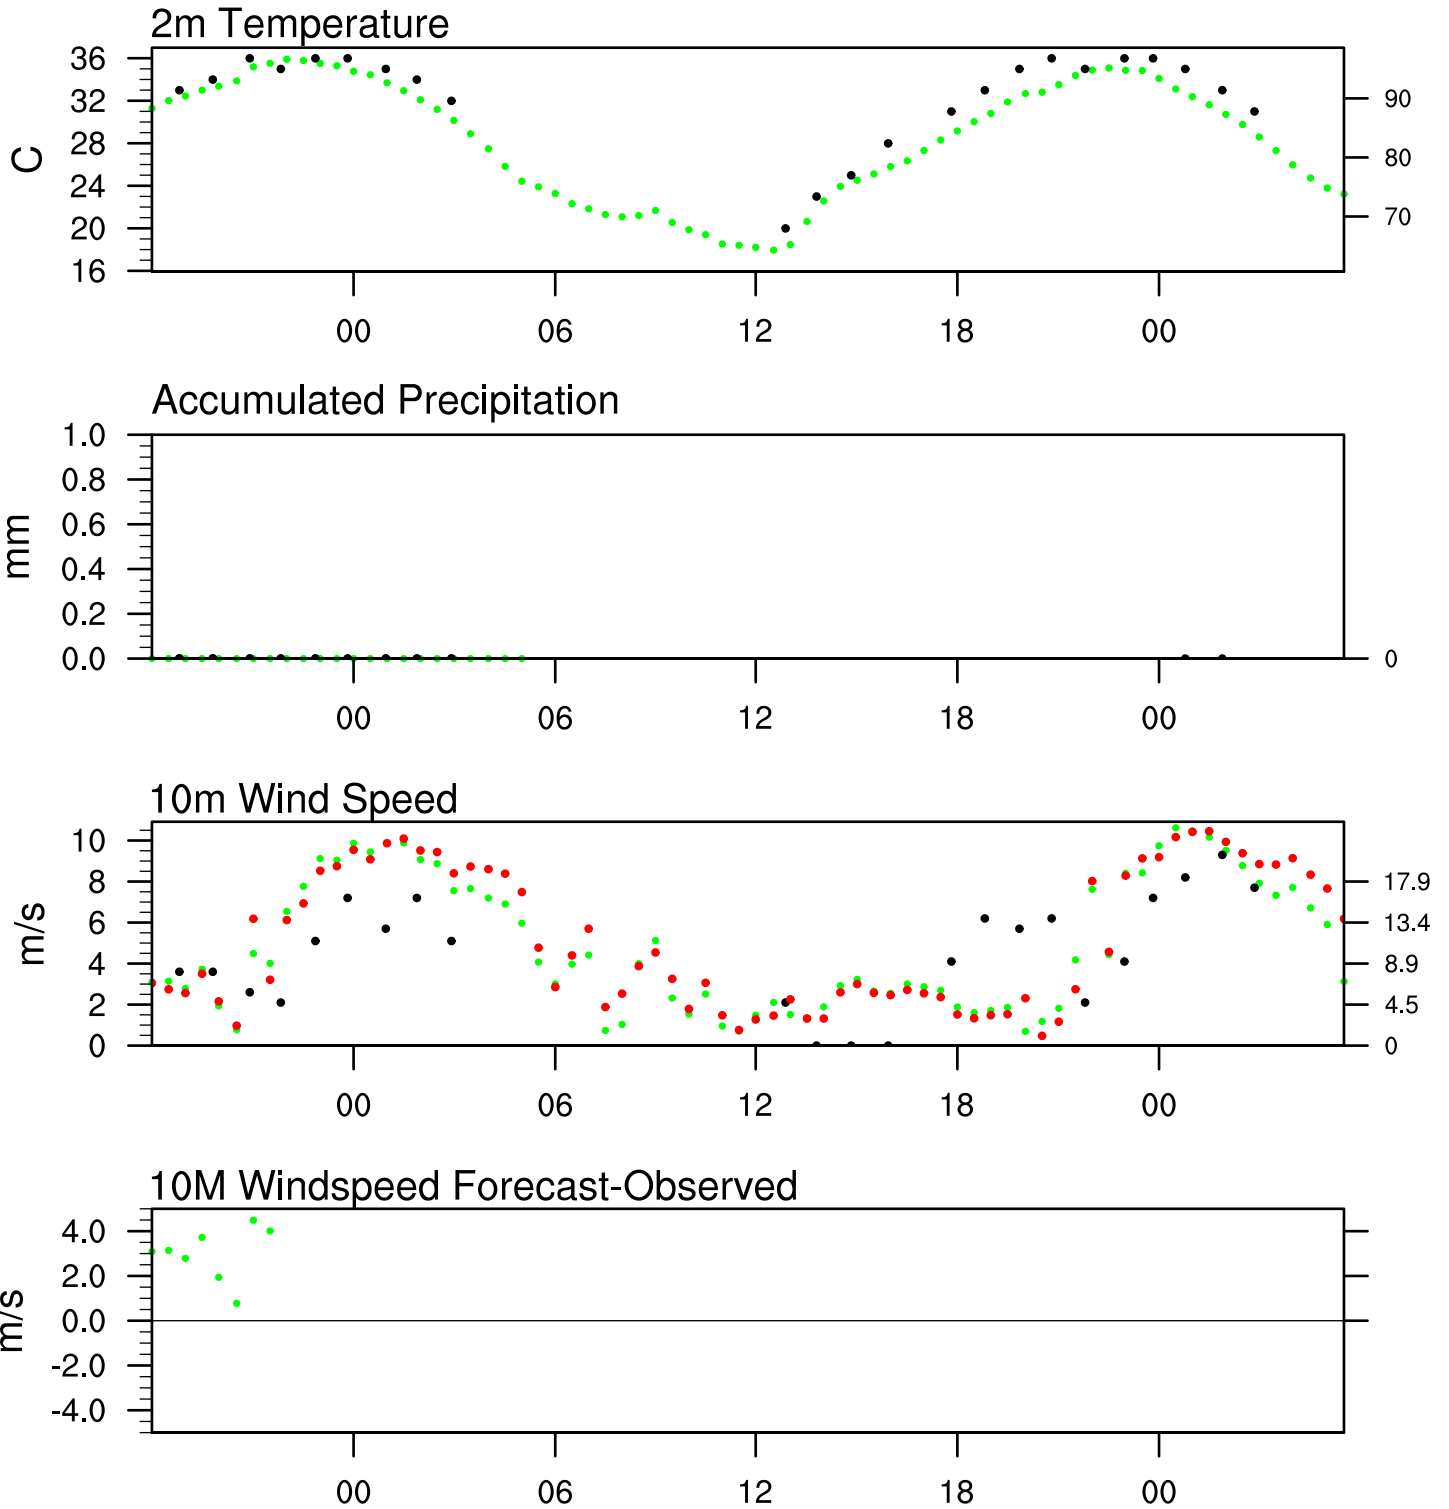 2m Temperature
C
36
32
28
24
20
16
90
80
70
00 06 12 18 00
Accumulated Precipitation
mm
1.0
0.8
0.6
0.4
0.2
0.0
0
00 06 12 18 00
10m Wind Speed
m/s
10
8
6
4
2
0
17.9
13.4
8.9
4.5
0
00 06 12 18 00
10M Windspeed Forecast-Observed
m/s
4.0
2.0
0.0
-2.0
-4.0
00 06 12 18 00